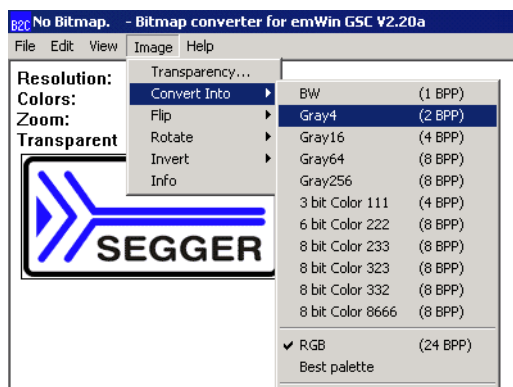 B2C No Bitmap. - Bitmap converter for emWin GSC V2.20a
File Edit View Image Help
Resolution:
Colors:
Zoom:
Transparent
SEGGER
Transparency...
Convert Into
Flip
Rotate
Invert
Info
BW (1 BPP)
Gray4 (2 BPP)
Gray16 (4 BPP)
Gray64 (8 BPP)
Gray256 (8 BPP)
3 bit Color 111 (4 BPP)
6 bit Color 222 (8 BPP)
8 bit Color 233 (8 BPP)
8 bit Color 323 (8 BPP)
8 bit Color 332 (8 BPP)
8 bit Color 8666 (8 BPP)
RGB (24 BPP)
Best palette